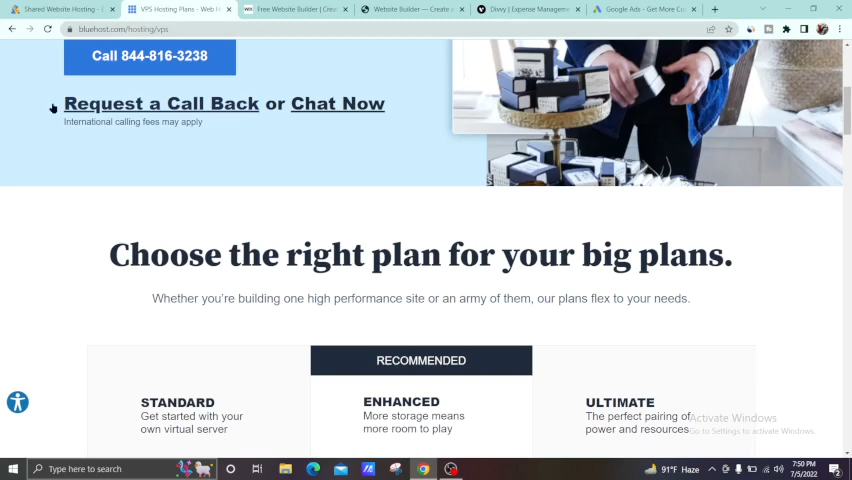 Shared Website Hosting - 
VPS Hosting Plans - Web H
Free Website Builder | Creat
Website Builder — Create a
Divvy | Expense Managem
Google Ads - Get More Cu
bluehost.com/hosting/vps
Call 844-816-3238
Request a Call Back or Chat Now
International calling fees may apply
Choose the right plan for your big plans.
Whether you're building one high performance site or an army of them, our plans flex to your needs.
RECOMMENDED
STANDARD
Get started with your
own virtual server
ENHANCED
More storage means
more room to play
ULTIMATE
The perfect pairing of
power and resources
Activate Windows
Go to Settings to activate Windows.
Type here to search
91°F Haze
7:50 PM
7/5/2022